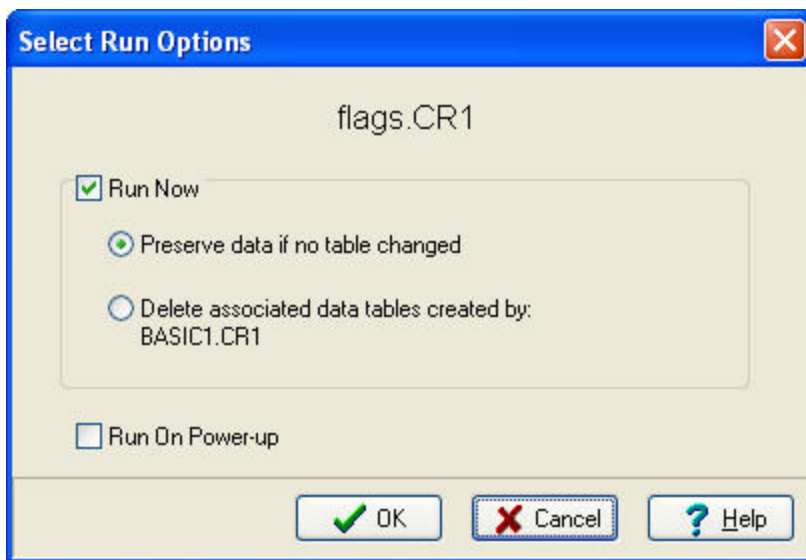 Select Run Options
flags.CR1
Run Now
Preserve data if no table changed
Delete associated data tables created by:
BASIC1.CR1
Run On Power-up
OK Cancel Help